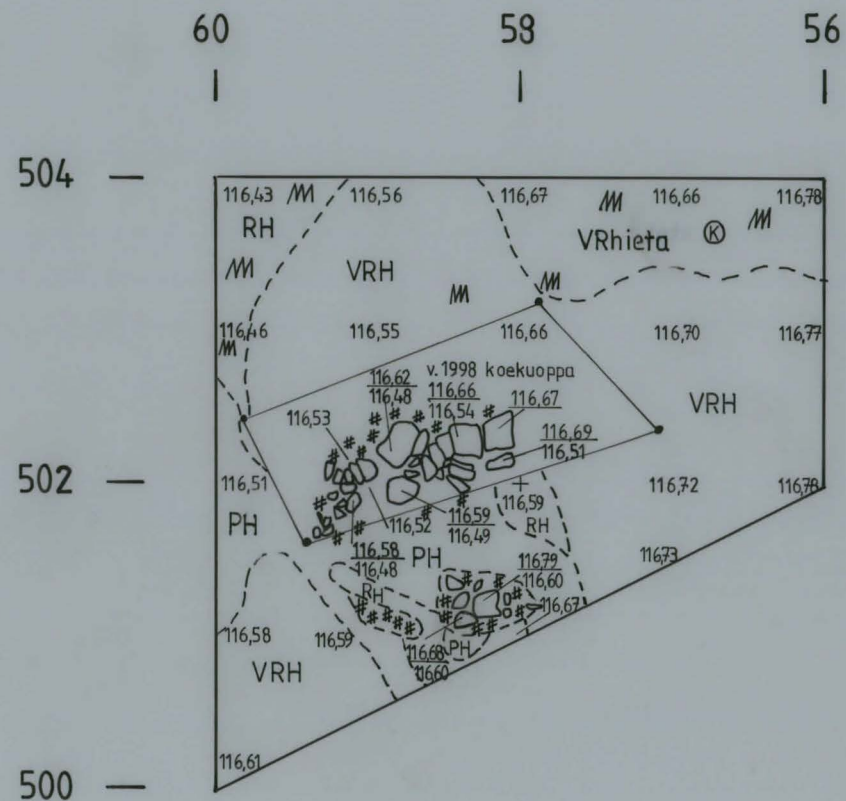 60 58 56
504
116,43 116,56 116,67 116,66 116,78
RH VRhieta K
VRH
116,46 116,55 116,66 116,70 116,77
v. 1998 koekuoppa
116,62 116,66 116,67
116,48 116,54
VRH
116,53 116,69
116,51
502
116,51 116,72 116,78
116,59
PH 116,52 116,59 RH
116,49
116,58 PH 116,73
116,48 116,79
116,60
RH 116,67
116,58 116,59
116,68 PH
116,60
VRH
116,61
500